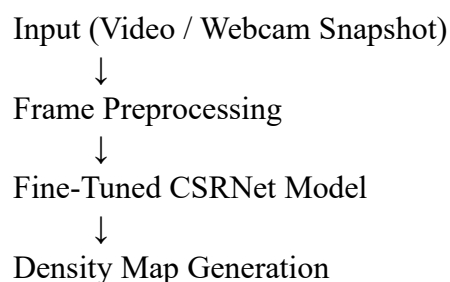 Input (Video / Webcam Snapshot)
↓
Frame Preprocessing
↓
Fine-Tuned CSRNet Model
↓
Density Map Generation